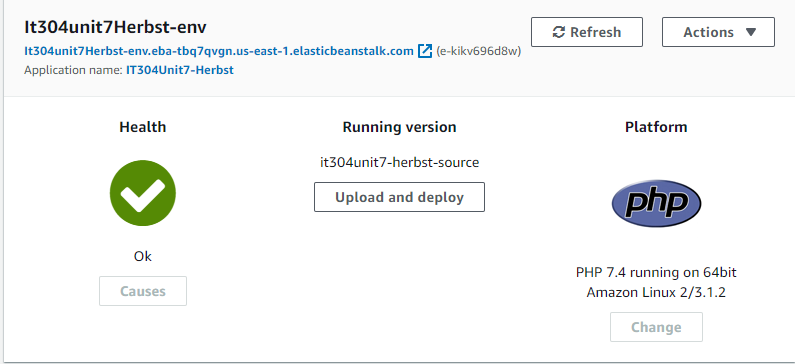 It304unit7Herbst-env
Refresh
Actions
It304unit7Herbst-env.eba-tbq7qvgn.us-east-1.elasticbeanstalk.com (e-kikv696d8w)
Application name: IT304Unit7-Herbst
Health
Running version
Platform
it304unit7-herbst-source
Upload and deploy
php
Ok
Causes
PHP 7.4 running on 64bit
Amazon Linux 2/3.1.2
Change